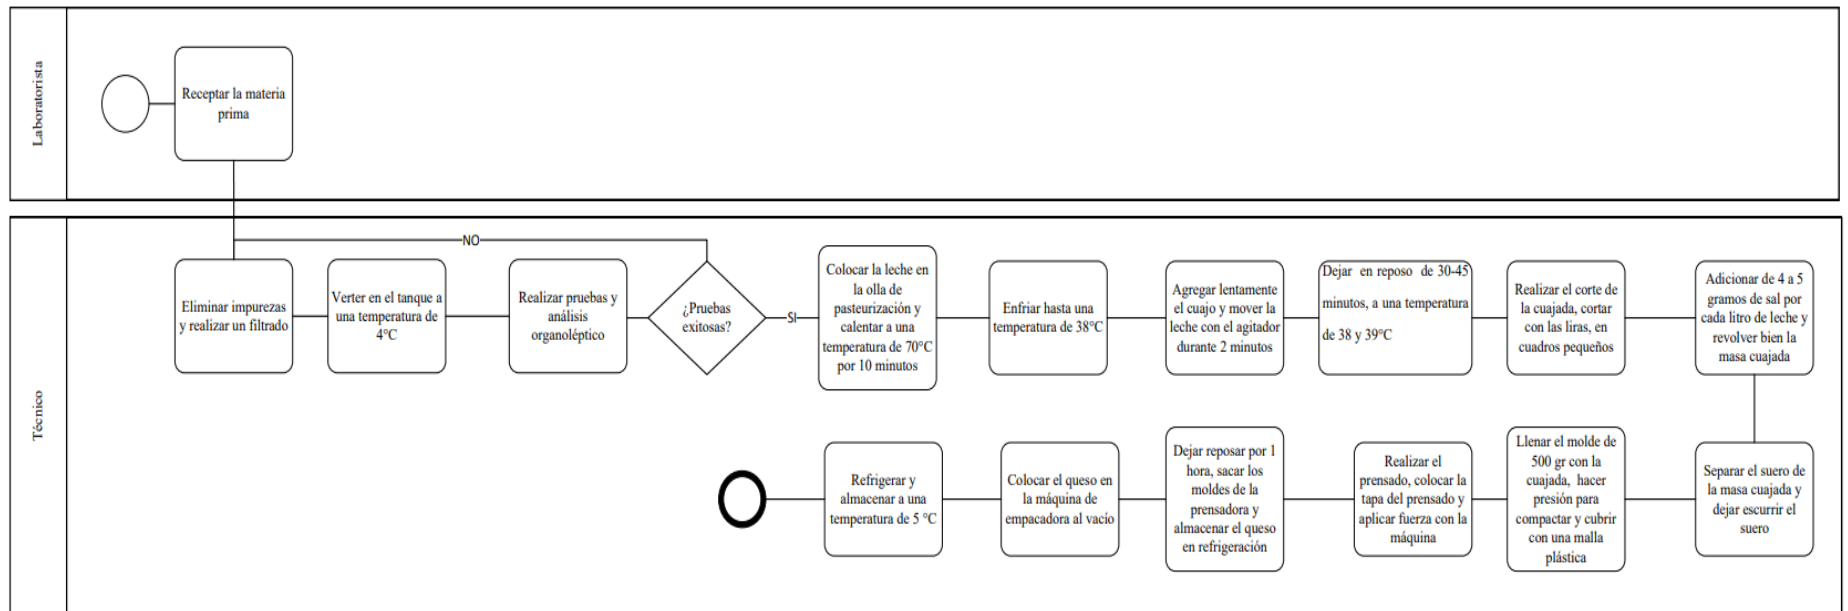 Laboratorista
Receptar la materia
prima
Técnico
NO
Eliminar impurezas
y realizar un filtrado
Verter en el tanque a
una temperatura de
4°C
Realizar pruebas y
análisis
organoléptico
¿Pruebas
exitosas?
SI
Colocar la leche en
la olla de
pasteurización y
calentar a una
temperatura de 70°C
por 10 minutos
Enfriar hasta una
temperatura de 38°C
Agregar lentamente
el cuajo y mover la
leche con el agitador
durante 2 minutos
Dejar en reposo de 30-45
minutos, a una temperatura
de 38 y 39°C
Realizar el corte de
la cuajada, cortar
con las liras, en
cuadros pequeños
Adicionar de 4 a 5
gramos de sal por
cada litro de leche y
revolver bien la
masa cuajada
Separar el suero de
la masa cuajada y
dejar escurrir el
suero
Llenar el molde de
500 gr con la
cuajada, hacer
presión para
compactar y cubrir
con una malla
plástica
Realizar el
prensado, colocar la
tapa del prensado y
aplicar fuerza con la
máquina
Dejar reposar por 1
hora, sacar los
moldes de la
prensadora y
almacenar el queso
en refrigeración
Colocar el queso en
la máquina de
empacadora al vacío
Refrigerar y
almacenar a una
temperatura de 5 °C